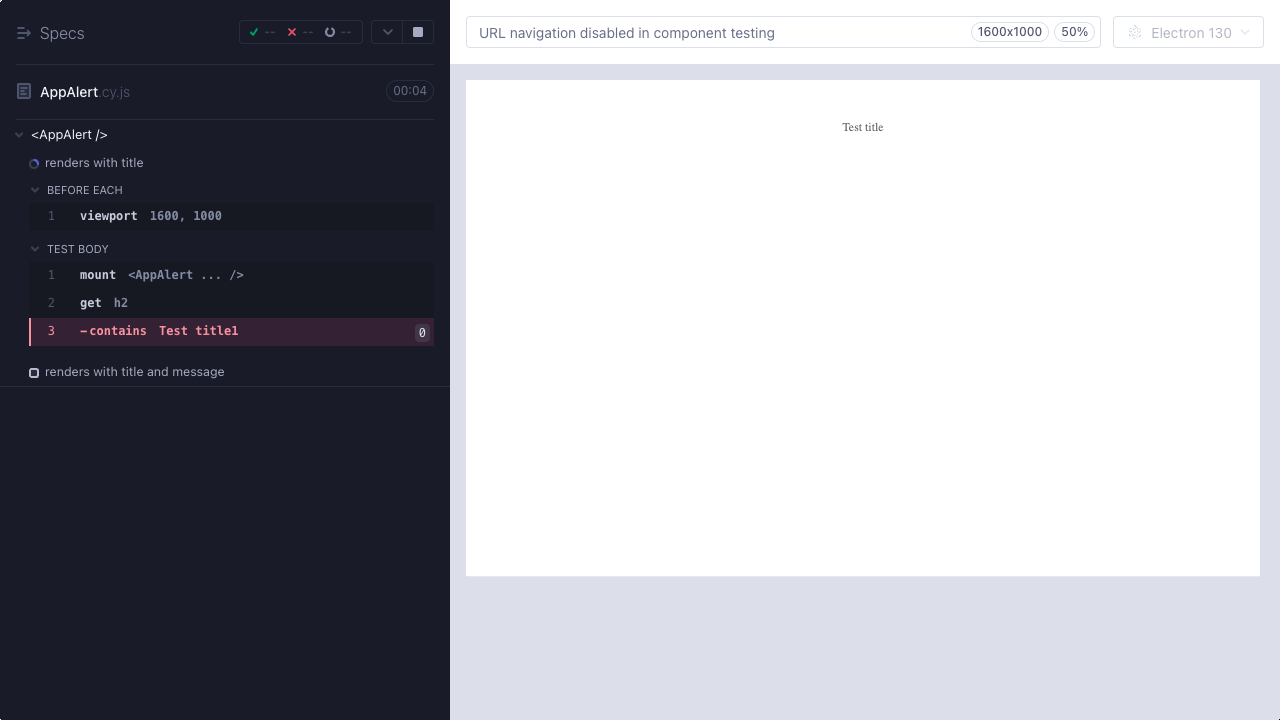 Specs
-- -- --
AppAlert.cy.js 00:04
<AppAlert />
renders with title
BEFORE EACH
1 viewport 1600, 1000
TEST BODY
1 mount <AppAlert ... />
2 get h2
3 -contains Test title1 0
renders with title and message
URL navigation disabled in component testing 1600x1000 50% Electron 130
Test title